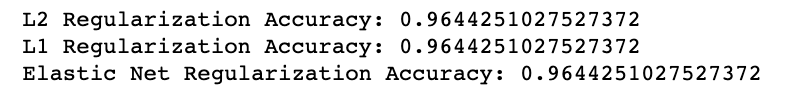 L2 Regularization Accuracy: 0.9644251027527372
L1 Regularization Accuracy: 0.9644251027527372
Elastic Net Regularization Accuracy: 0.9644251027527372